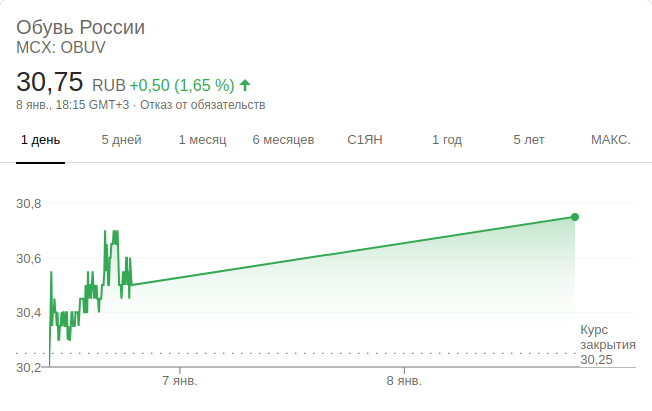 Обувь России
MCX: OBUV
30,75 RUB +0,50 (1,65 %)
8 янв., 18:15 GMT+3 · Отказ от обязательств
1 день 5 дней 1 месяц 6 месяцев С1ЯН 1 год 5 лет МАКС.
30,8
30,6
30,4
30,2
Курс
закрытия
30,25
7 янв. 8 янв.